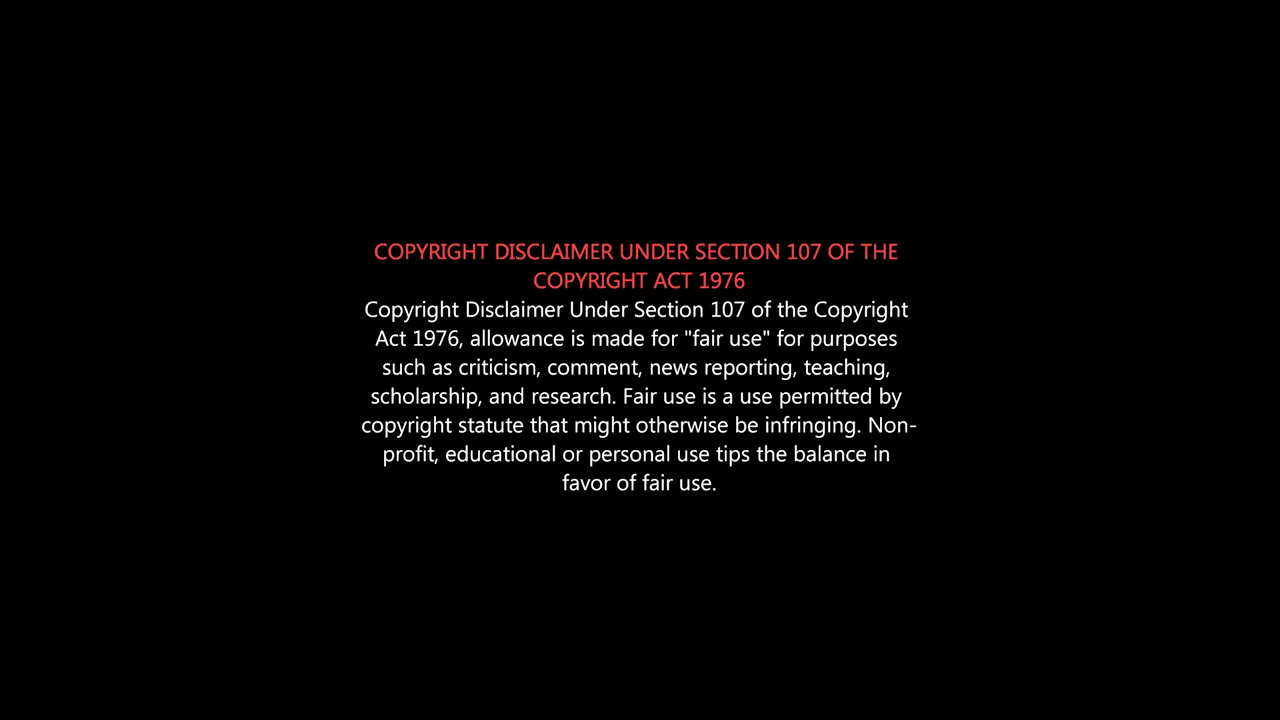 COPYRIGHT DISCLAIMER UNDER SECTION 107 OF THE
COPYRIGHT ACT 1976
Copyright Disclaimer Under Section 107 of the Copyright
Act 1976, allowance is made for "fair use" for purposes
such as criticism, comment, news reporting, teaching,
scholarship, and research. Fair use is a use permitted by
copyright statute that might otherwise be infringing. Non-
profit, educational or personal use tips the balance in
favor of fair use.